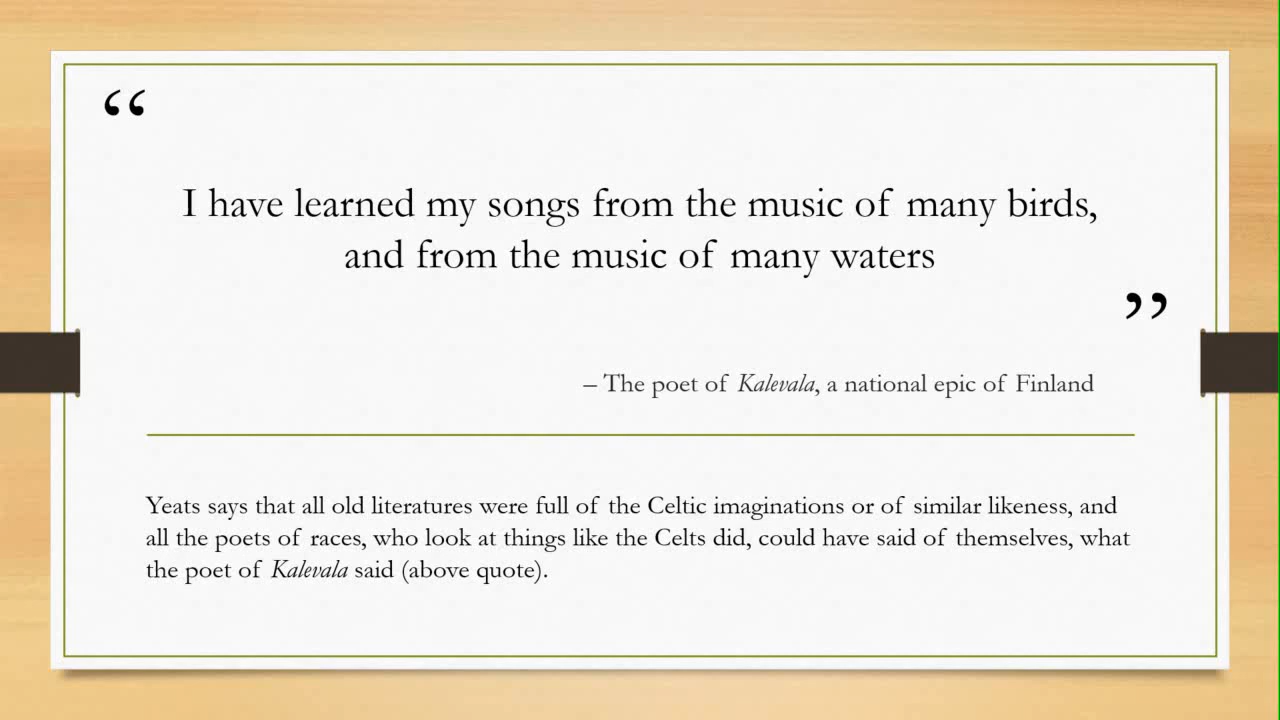 “
I have learned my songs from the music of many birds,
and from the music of many waters
”
– The poet of Kalevala, a national epic of Finland
Yeats says that all old literatures were full of the Celtic imaginations or of similar likeness, and
all the poets of races, who look at things like the Celts did, could have said of themselves, what
the poet of Kalevala said (above quote).